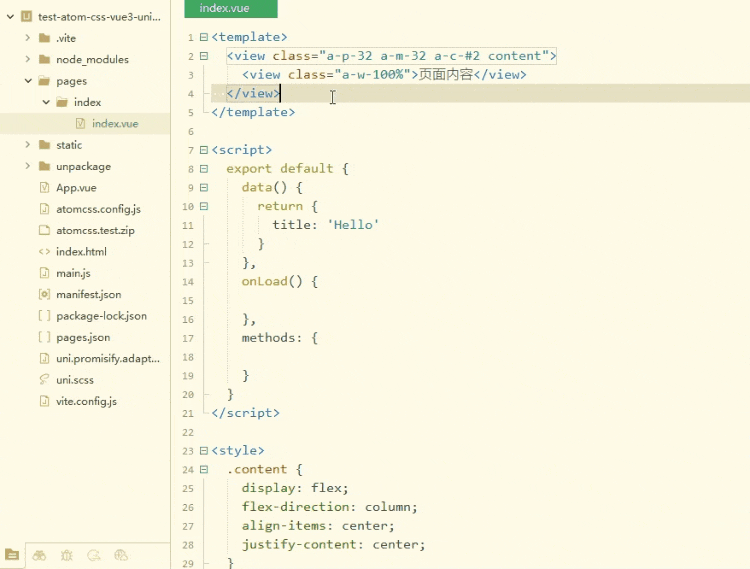 test-atom-css-vue3-uni...
.vite
node_modules
pages
index
index.vue
static
unpackage
App.vue
atomcss.config.js
atomcss.test.zip
index.html
main.js
manifest.json
package-lock.json
pages.json
uni.promisify.adapt...
uni.scss
vite.config.js
index.vue
1 <template>
2 <view class="a-p-32 a-m-32 a-c-#2 content">
3 <view class="a-w-100%">页面内容</view>
4 </view>
5 </template>
6
7 <script>
8 export default {
9 data() {
10 return {
11 title: 'Hello'
12 }
13 },
14 onLoad() {
15
16 },
17 methods: {
18
19 }
20 }
21 </script>
22
23 <style>
24 .content {
25 display: flex;
26 flex-direction: column;
27 align-items: center;
28 justify-content: center;
29 }